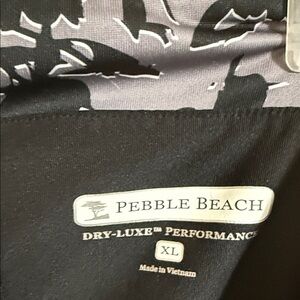 PEBBLE BEACH
DRY-LUXE™ PERFORMANCE
XL
Made in Vietnam